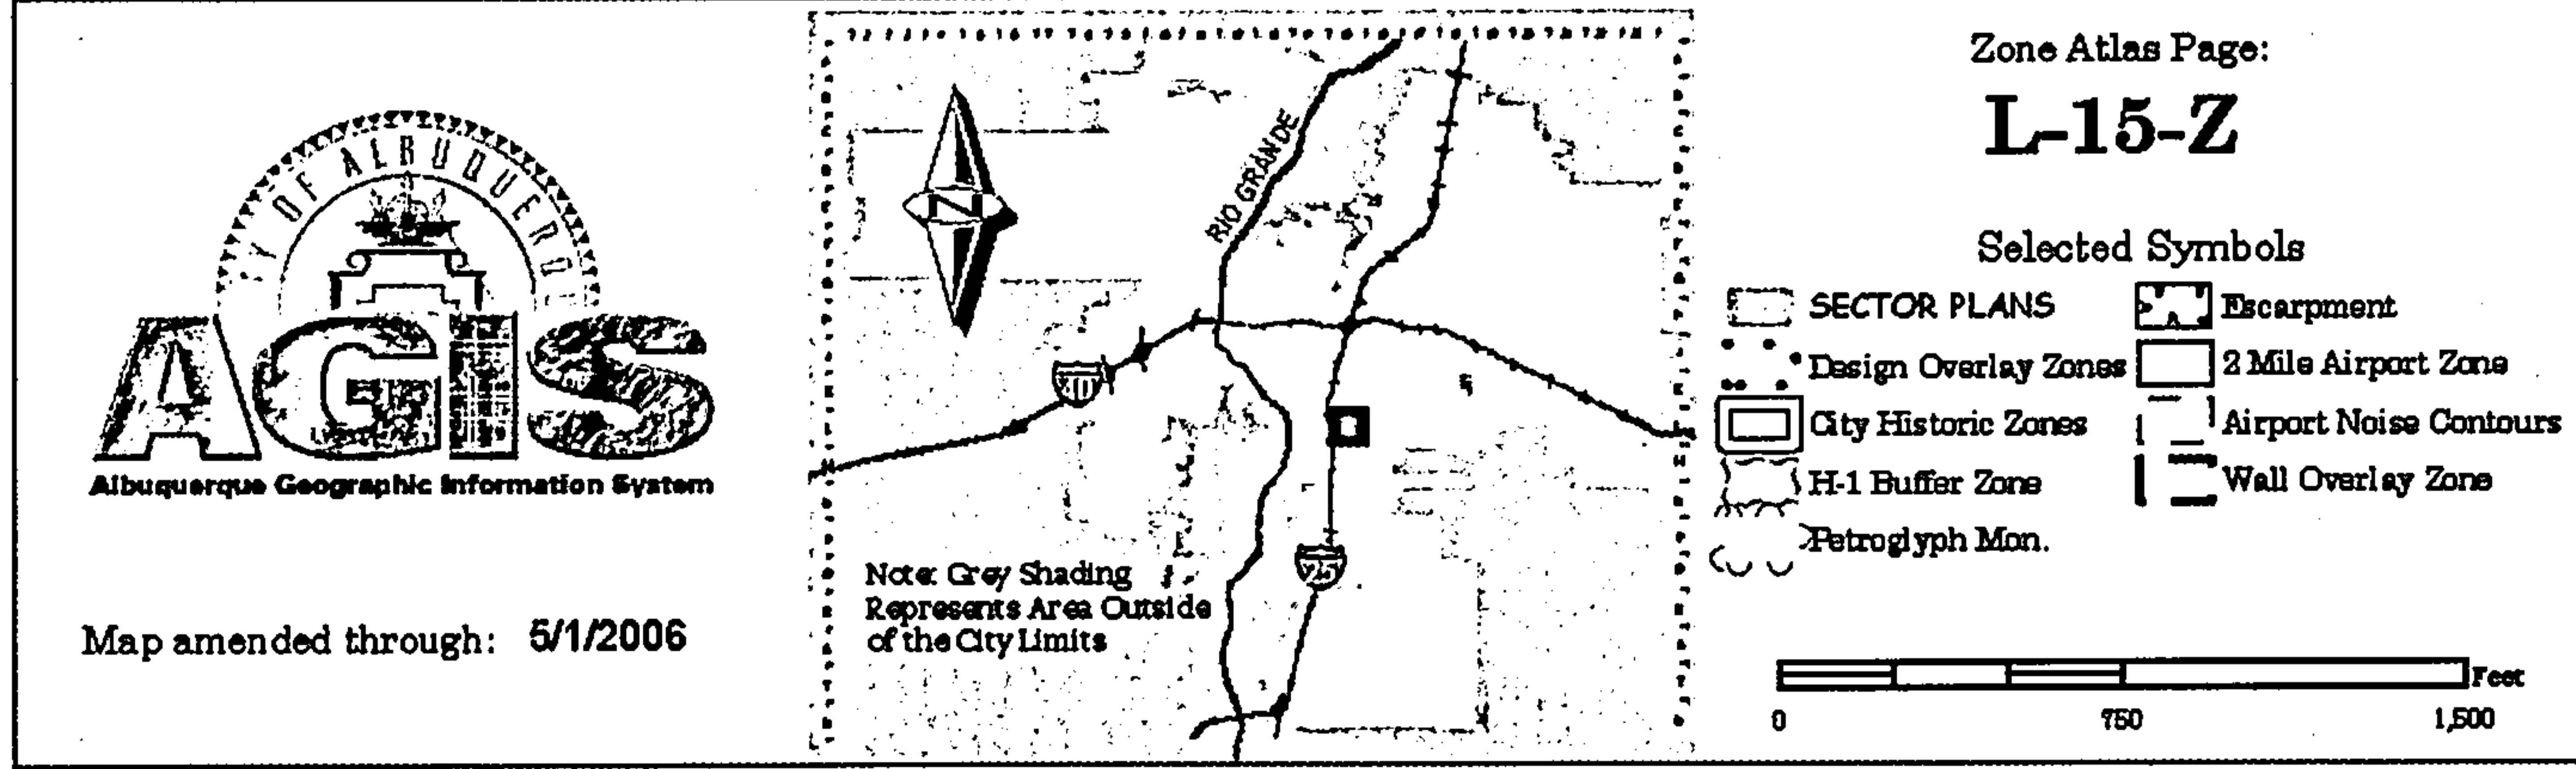 OF ALBUQUERQUE
AGIS
Albuquerque Geographic Information System
Map amended through: 5/1/2006
N
RIO GRANDE
25
Note: Grey Shading
Represents Area Outside
of the City Limits
Zone Atlas Page:
L-15-Z
Selected Symbols
SECTOR PLANS
Design Overlay Zones
City Historic Zones
H-1 Buffer Zone
Petroglyph Mon.
Escarpment
2 Mile Airport Zone
Airport Noise Contours
Wall Overlay Zone
Feet
0 750 1,500